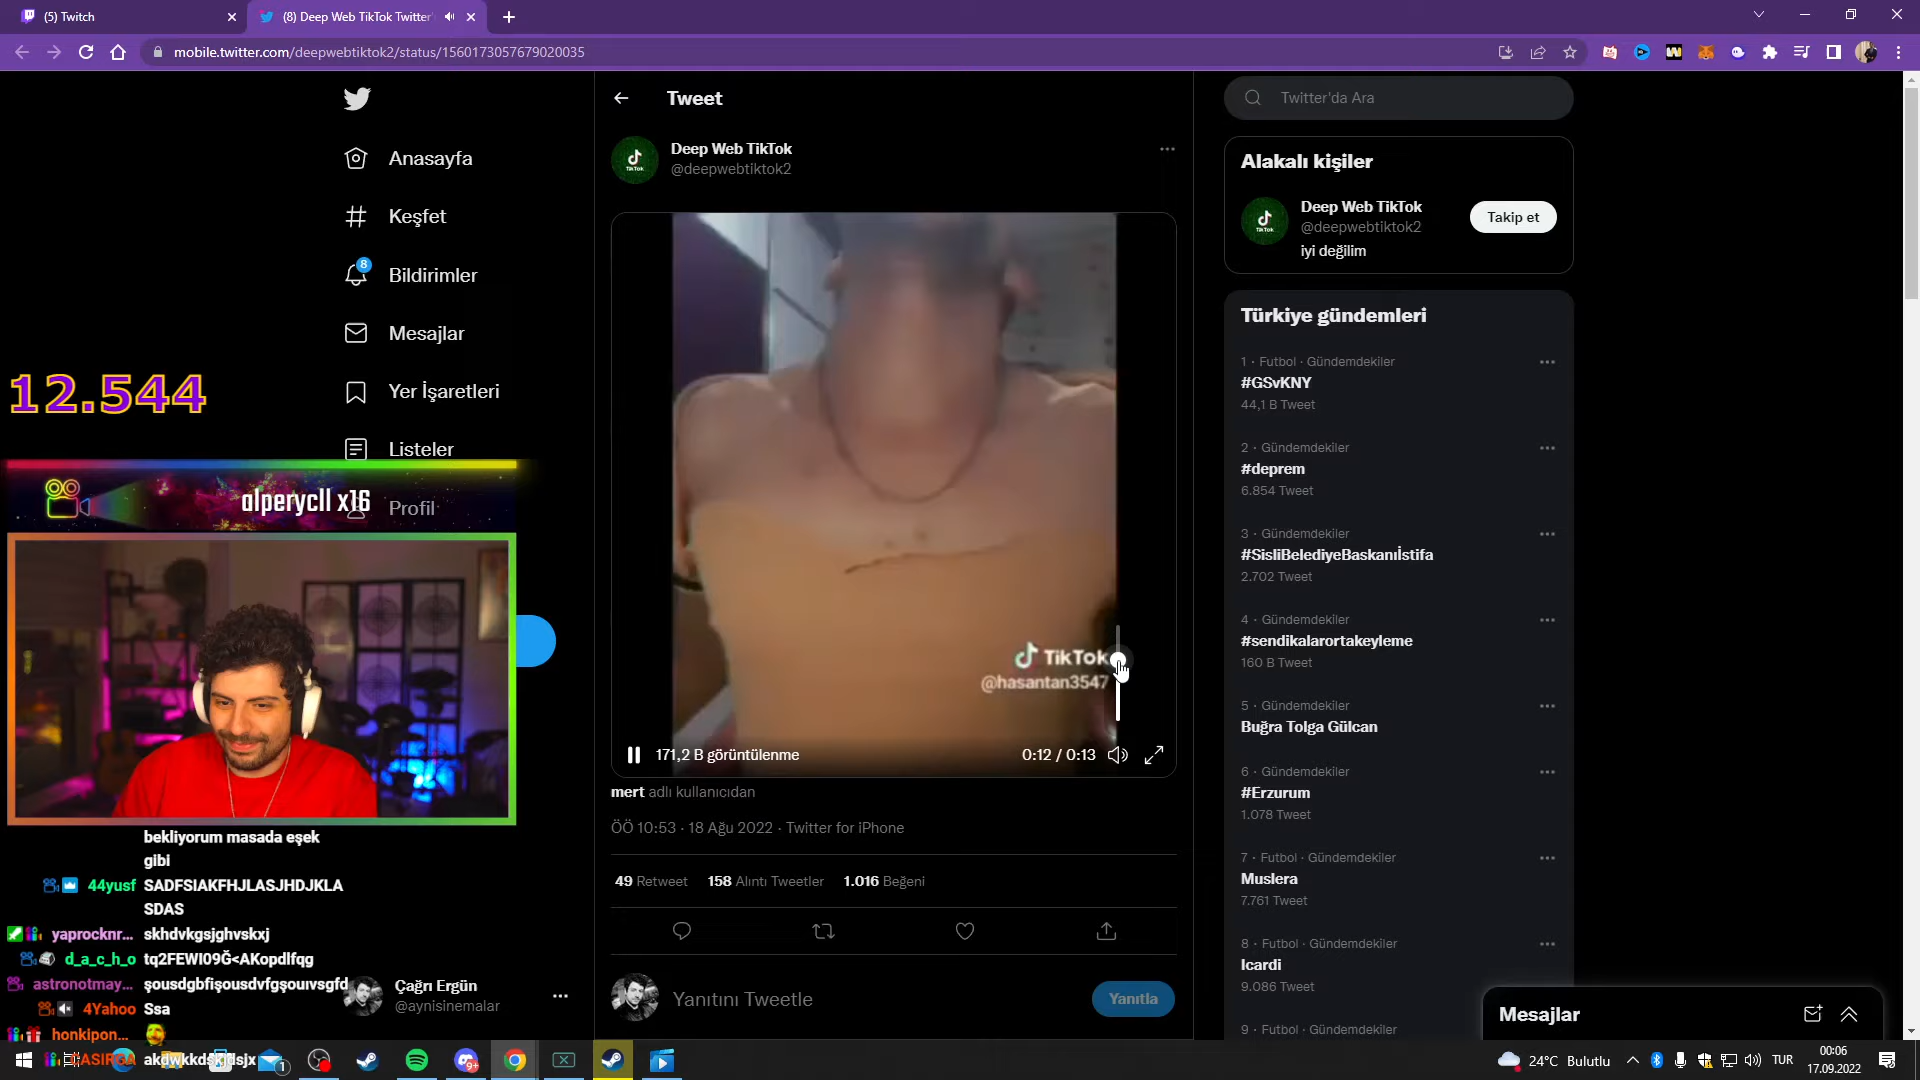 (5) Twitch
(8) Deep Web TikTok Twitter'
mobile.twitter.com/deepwebtiktok2/status/1560173057679020035
Anasayfa
Keşfet
8
Bildirimler
Mesajlar
Yer İşaretleri
Listeler
Profil
12.544
alperycll x16
bekliyorum masada eşek
gibi
44yusf SADFSIAKFHJLASJHDJKLA
SDAS
yaprocknr... skhdvkgsjghvskxj
d_a_c_h_o tq2FEWI09Ğ<AKopdlfqg
astronotmay... şousdgbfişousdvfgşouıvsgfd
4Yahoo Ssa
honkipon...
akdwkkdskjdsjx
Çağrı Ergün
@aynisinemalar
Tweet
Deep Web TikTok
@deepwebtiktok2
TikTok
@hasantan3547
171,2 B görüntülenme
0:12 / 0:13
mert adlı kullanıcıdan
ÖÖ 10:53 · 18 Ağu 2022 · Twitter for iPhone
49 Retweet 158 Alıntı Tweetler 1.016 Beğeni
Yanıtını Tweetle
Yanıtla
Twitter'da Ara
Alakalı kişiler
Deep Web TikTok
@deepwebtiktok2
iyi değilim
Takip et
Türkiye gündemleri
1 · Futbol · Gündemdekiler
#GSvKNY
44,1 B Tweet
2 · Gündemdekiler
#deprem
6.854 Tweet
3 · Gündemdekiler
#SisliBelediyeBaskanıİstifa
2.702 Tweet
4 · Gündemdekiler
#sendikalarortakeyleme
160 B Tweet
5 · Gündemdekiler
Buğra Tolga Gülcan
6 · Gündemdekiler
#Erzurum
1.078 Tweet
7 · Futbol · Gündemdekiler
Muslera
7.761 Tweet
8 · Futbol · Gündemdekiler
Icardi
9.086 Tweet
9 · Futbol · Gündemdekiler
Mesajlar
24°C Bulutlu
TUR
00:06
17.09.2022